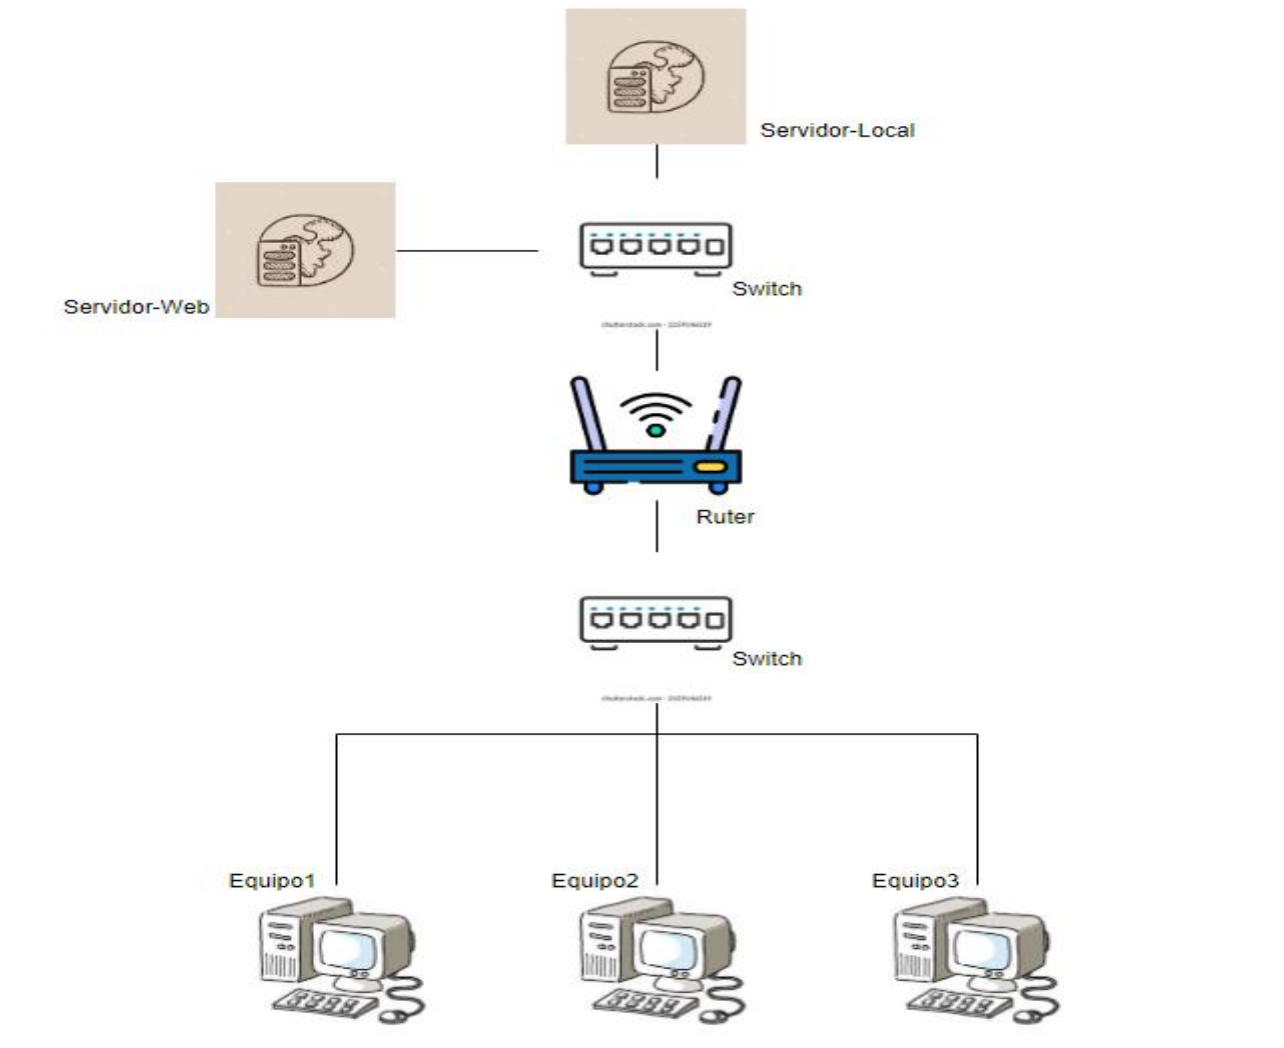 Servidor-Local
Servidor-Web
Switch
Ruter
Switch
Equipo1
Equipo2
Equipo3